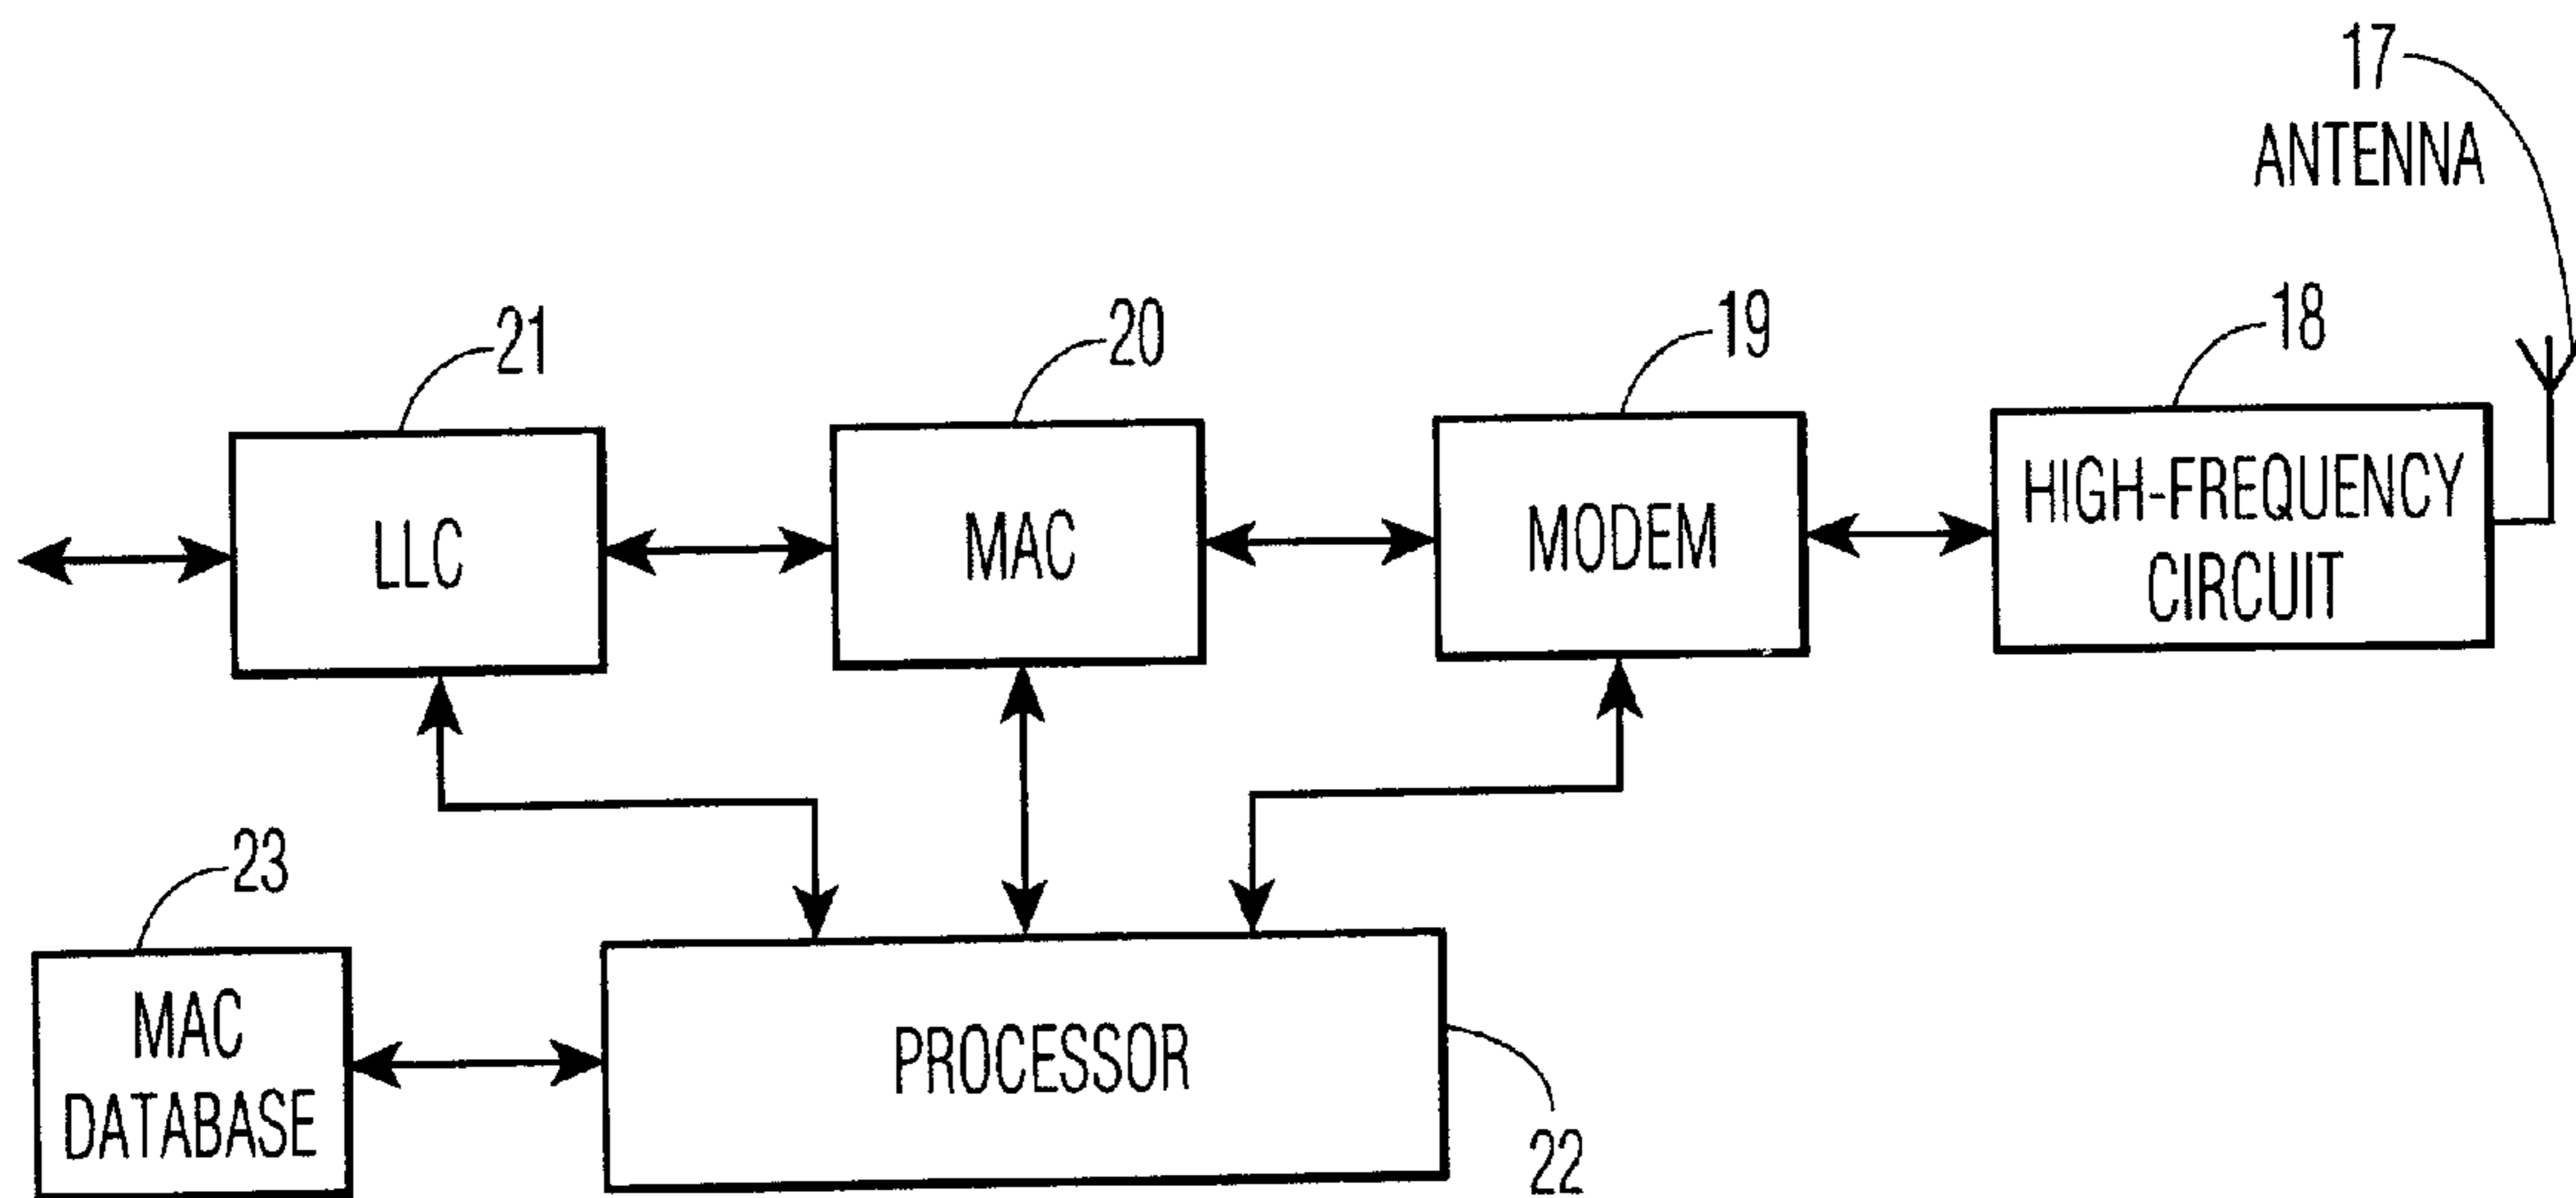 17
ANTENNA
21
20
19
18
LLC
MAC
MODEM
HIGH-FREQUENCY
CIRCUIT
23
MAC
DATABASE
PROCESSOR
22